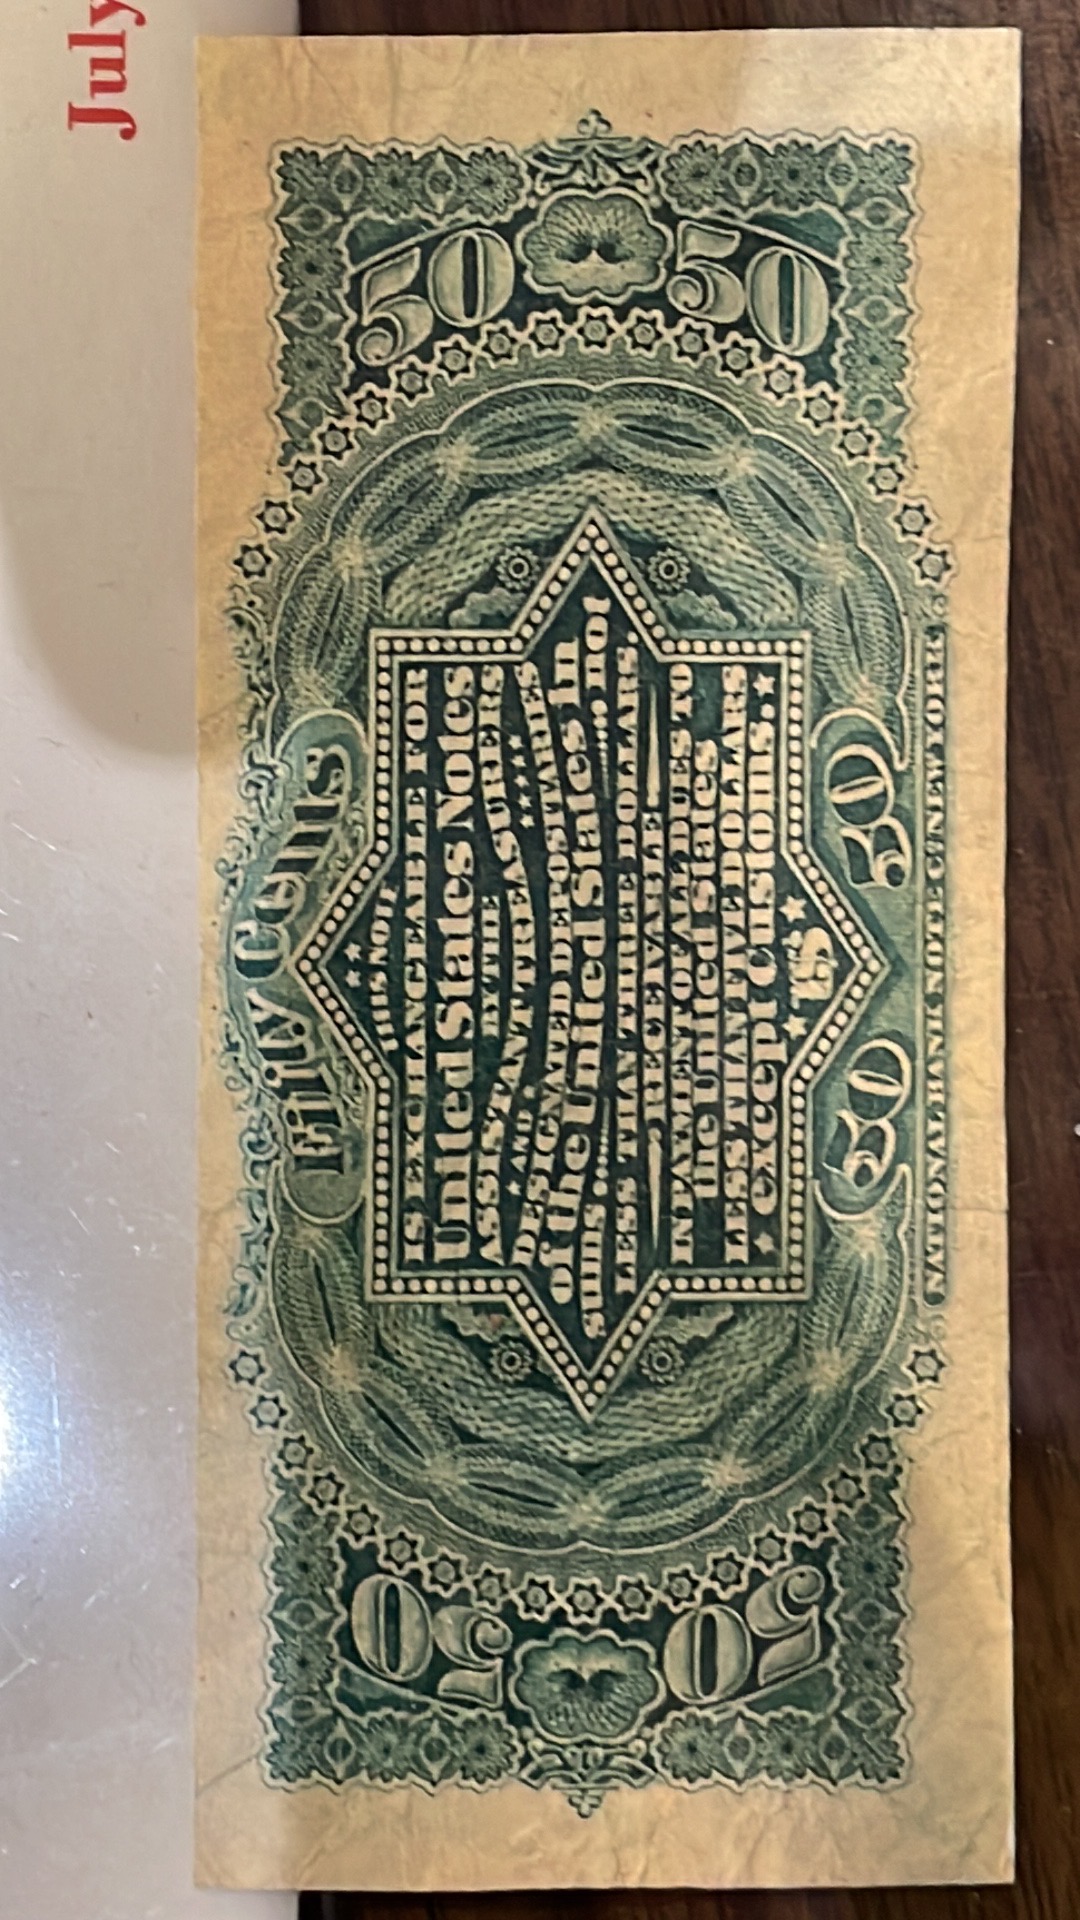 July
50
50
Fifty Cents
THIS NOTE
IS EXCHANGEABLE FOR
United States Notes
BY THE
ASSISTANT TREASURERS
AND
DESIGNATED DEPOSITARIES
of the United States in
sums not
LESS THAN THREE DOLLARS.
RECEIVABLE
IN PAYMENT OF ALL DUES TO
the United States
LESS THAN FIVE DOLLARS
except Customs.
50
50
NATIONAL BANK NOTE CO. NEW YORK
50
50